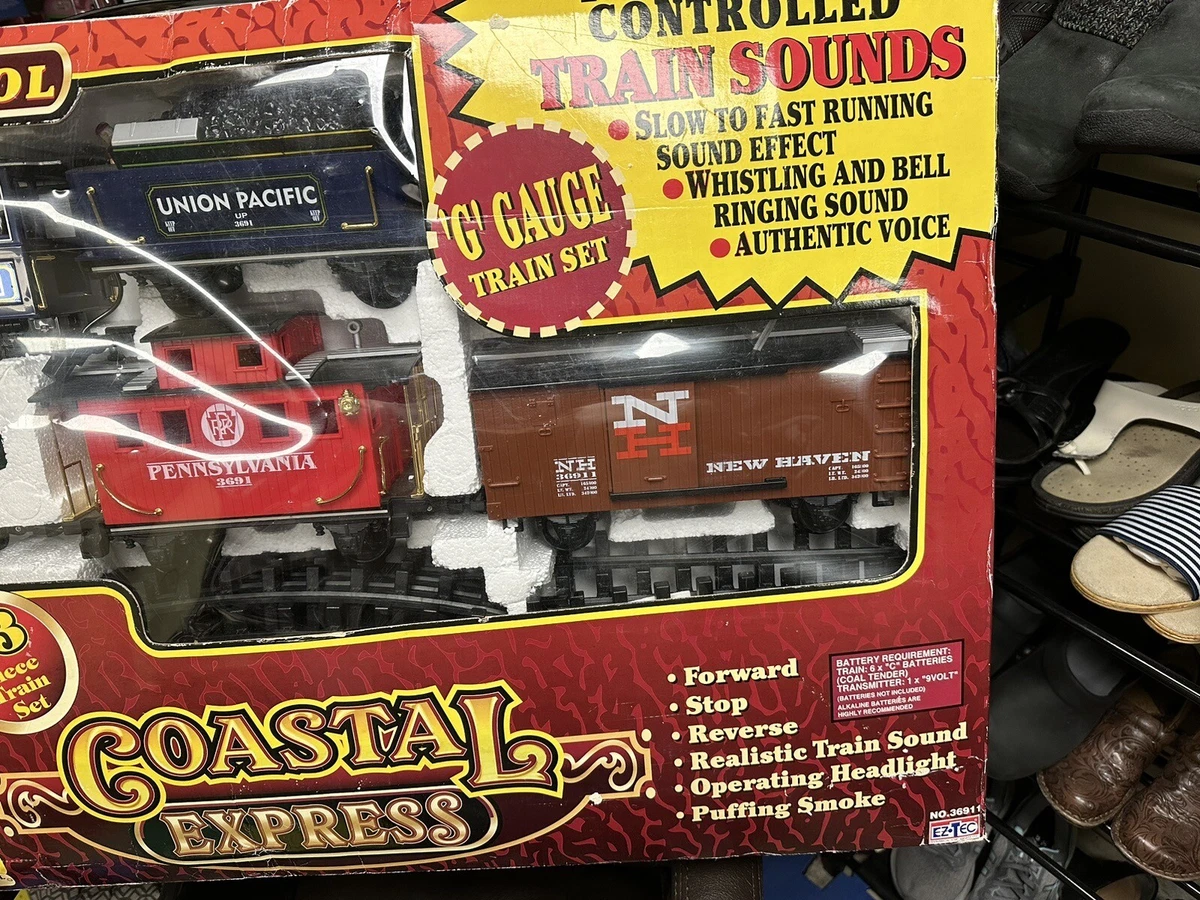 OL
CONTROLLED
TRAIN SOUNDS
• SLOW TO FAST RUNNING
SOUND EFFECT
• WHISTLING AND BELL
RINGING SOUND
• AUTHENTIC VOICE
'G' GAUGE
TRAIN SET
UNION PACIFIC
UP
3691
PENNSYLVANIA
3691
N
H
NH
36911
NEW HAVEN
3
Train
Set
COASTAL
EXPRESS
• Forward
• Stop
• Reverse
• Realistic Train Sound
• Operating Headlight
• Puffing Smoke
BATTERY REQUIREMENT:
TRAIN: 6 x "C" BATTERIES
(COAL TENDER)
TRANSMITTER: 1 x "9VOLT"
(BATTERIES NOT INCLUDED)
ALKALINE BATTERIES ARE
HIGHLY RECOMMENDED
NO.36911
EZ-TEC